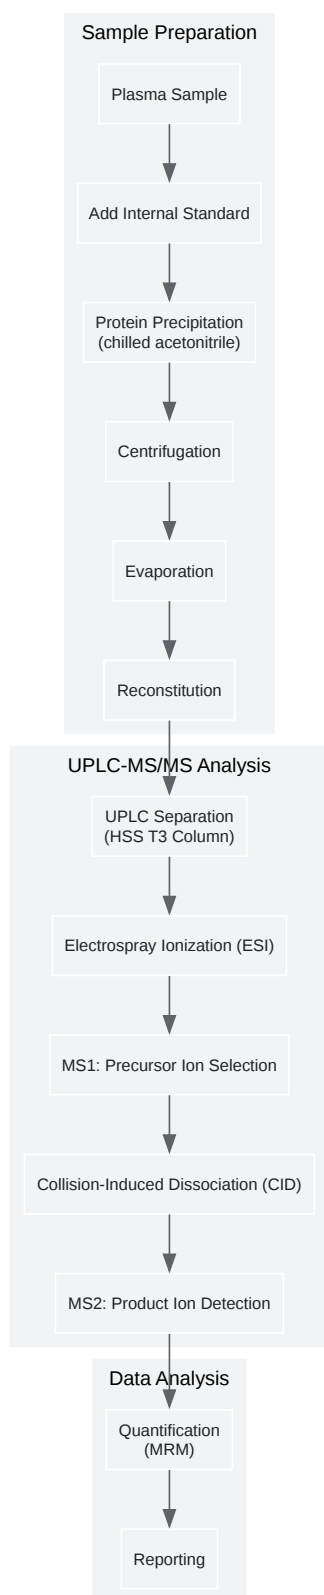 Sample Preparation
Plasma Sample
Add Internal Standard
Protein Precipitation
(chilled acetonitrile)
Centrifugation
Evaporation
Reconstitution
UPLC-MS/MS Analysis
UPLC Separation
(HSS T3 Column)
Electrospray Ionization (ESI)
MS1: Precursor Ion Selection
Collision-Induced Dissociation (CID)
MS2: Product Ion Detection
Data Analysis
Quantification
(MRM)
Reporting